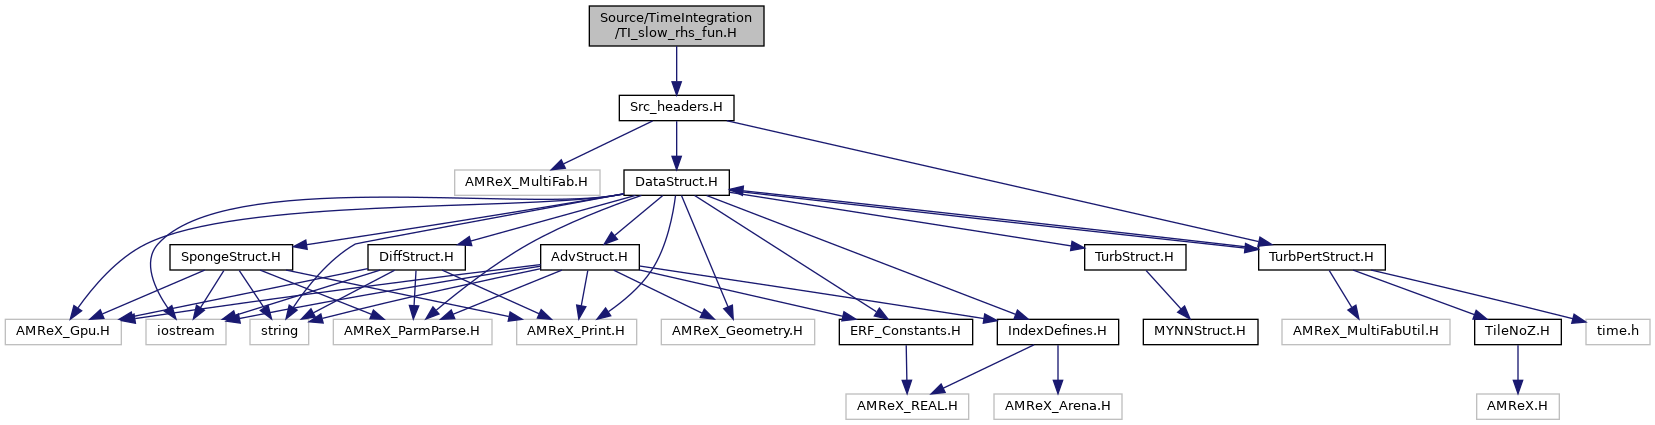 Source/TimeIntegration
/TI_slow_rhs_fun.H
Src_headers.H
AMReX_MultiFab.H
DataStruct.H
SpongeStruct.H
DiffStruct.H
AdvStruct.H
TurbStruct.H
TurbPertStruct.H
AMReX_Gpu.H
iostream
string
AMReX_ParmParse.H
AMReX_Print.H
AMReX_Geometry.H
ERF_Constants.H
IndexDefines.H
MYNNStruct.H
AMReX_MultiFabUtil.H
TileNoZ.H
time.h
AMReX_REAL.H
AMReX_Arena.H
AMReX.H